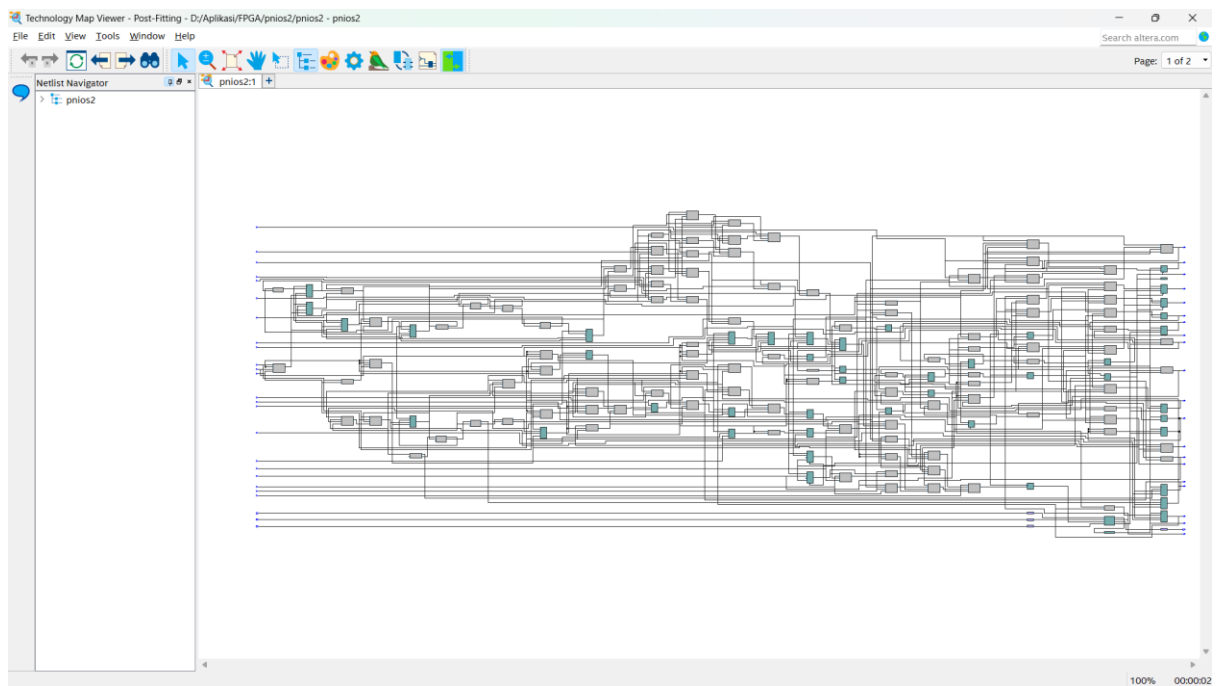 Technology Map Viewer - Post-Fitting - D:/Aplikasi/FPGA/pnios2/pnios2 - pnios2
File Edit View Tools Window Help
Search altera.com
Page: 1 of 2
Netlist Navigator
pnios2:1
pnios2
100% 00:00:02